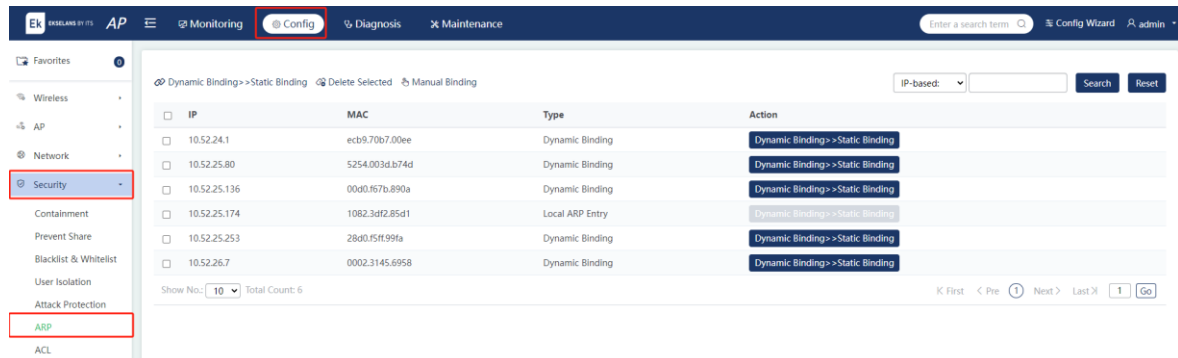 Ek EKSELANS BY ITS AP Monitoring Config Diagnosis Maintenance Enter a search term Config Wizard admin
Favorites 0
Wireless
AP
Network
Security
Containment
Prevent Share
Blacklist & Whitelist
User Isolation
Attack Protection
ARP
ACL
Dynamic Binding>>Static Binding Delete Selected Manual Binding IP-based: Search Reset
IP MAC Type Action
10.52.24.1 ecb9.70b7.00ee Dynamic Binding Dynamic Binding>>Static Binding
10.52.25.80 5254.003d.b74d Dynamic Binding Dynamic Binding>>Static Binding
10.52.25.136 00d0.f67b.890a Dynamic Binding Dynamic Binding>>Static Binding
10.52.25.174 1082.3df2.85d1 Local ARP Entry Dynamic Binding>>Static Binding
10.52.25.253 28d0.f5ff.99fa Dynamic Binding Dynamic Binding>>Static Binding
10.52.26.7 0002.3145.6958 Dynamic Binding Dynamic Binding>>Static Binding
Show No.: 10 Total Count: 6 First Pre 1 Next Last 1 Go